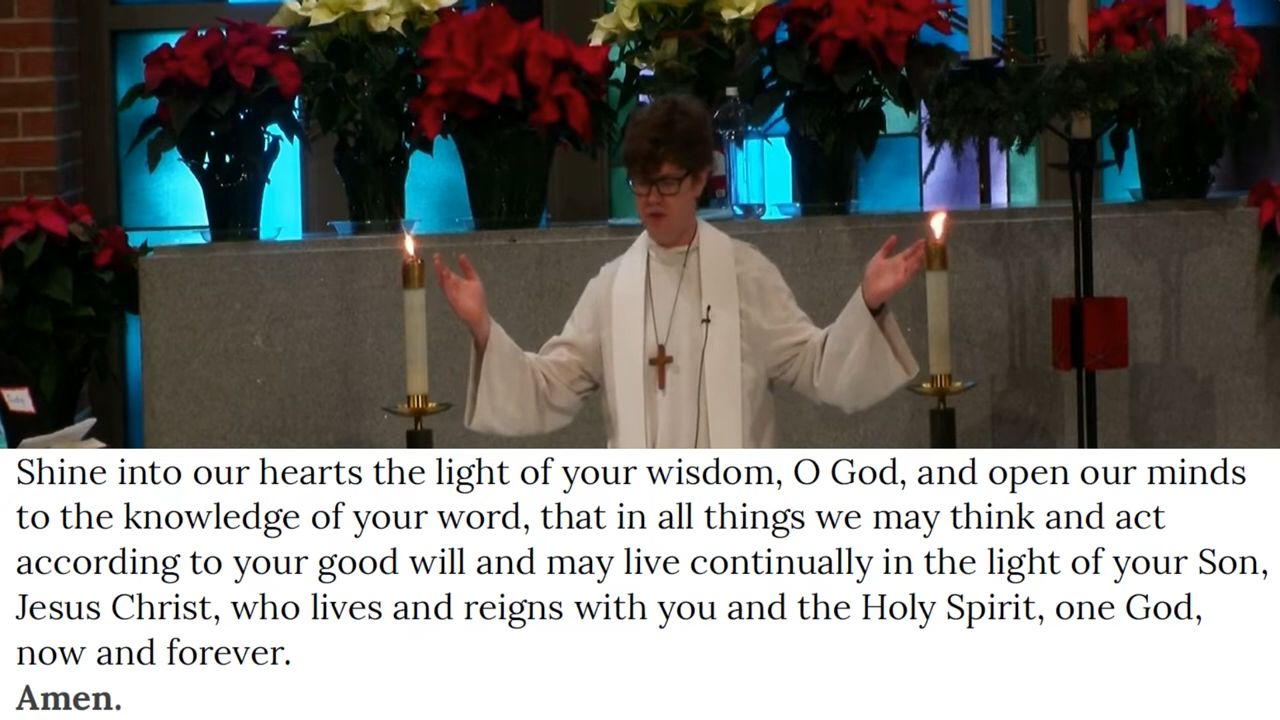 Shine into our hearts the light of your wisdom, O God, and open our minds
to the knowledge of your word, that in all things we may think and act
according to your good will and may live continually in the light of your Son,
Jesus Christ, who lives and reigns with you and the Holy Spirit, one God,
now and forever.
Amen.